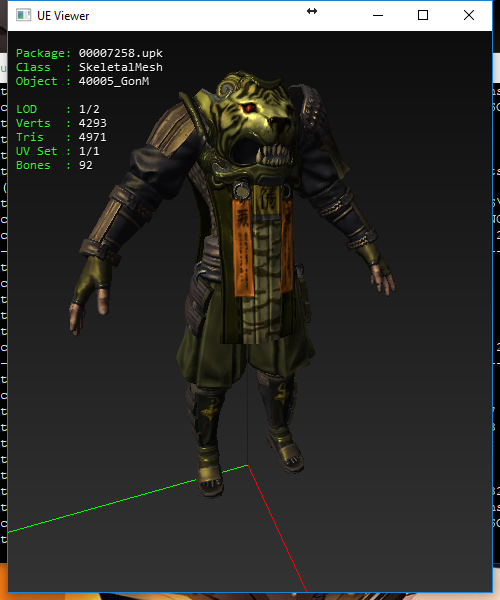 UE Viewer
Package: 00007258.upk
Class  : SkeletalMesh
Object : 40005_GonM
LOD    : 1/2
Verts  : 4293
Tris   : 4971
UV Set : 1/1
Bones  : 92